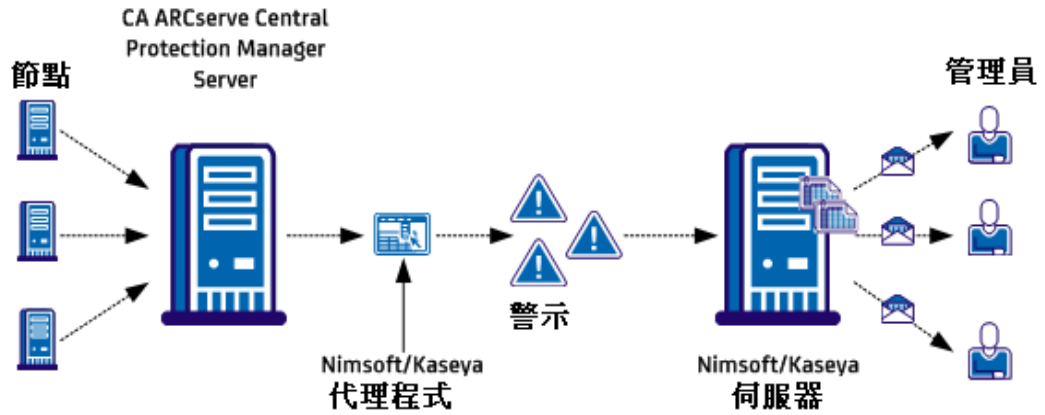 CA ARCserve Central
Protection Manager
Server
節點
管理員
警示
Nimsoft/Kaseya
代理程式
Nimsoft/Kaseya
伺服器